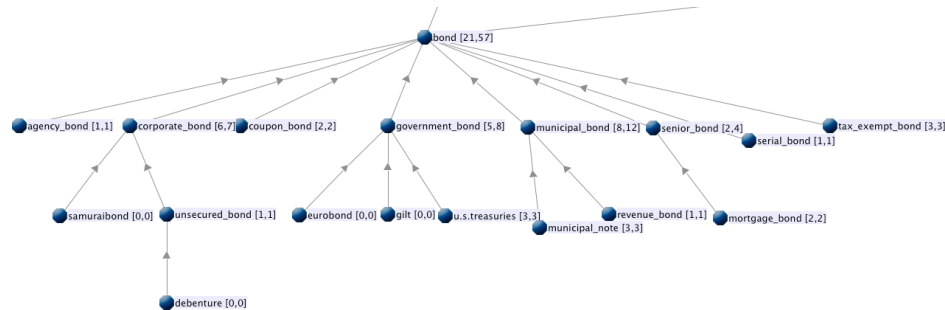 bond [21,57]
agency_bond [1,1]
corporate_bond [6,7]
coupon_bond [2,2]
government_bond [5,8]
municipal_bond [8,12]
senior_bond [2,4]
tax_exempt_bond [3,3]
serial_bond [1,1]
samuraibond [0,0]
unsecured_bond [1,1]
eurobond [0,0]
gilt [0,0]
u.s.treasuries [3,3]
revenue_bond [1,1]
mortgage_bond [2,2]
municipal_note [3,3]
debenture [0,0]